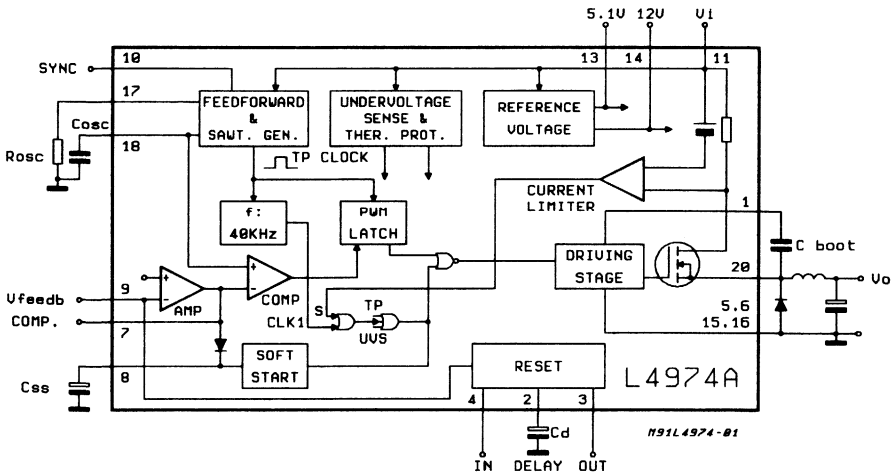 5.1V 12V Vi
SYNC 10 13 14 11
17
FEEDFORWARD
&
SAWT. GEN.
UNDERVOLTAGE
SENSE &
THER. PROT.
REFERENCE
VOLTAGE
Cosc
Rosc
18
TP CLOCK
CURRENT
LIMITER
f:
40KHz
PWM
LATCH
1
C boot
DRIVING
STAGE
20
Vo
+
-
AMP
+
-
COMP
Vfeedb 9
COMP. 7
S
CLK1
TP
UVS
5.6
15.16
Css 8
SOFT
START
RESET
L4974A
4 2 3
Cd
M91L4974-01
IN DELAY OUT